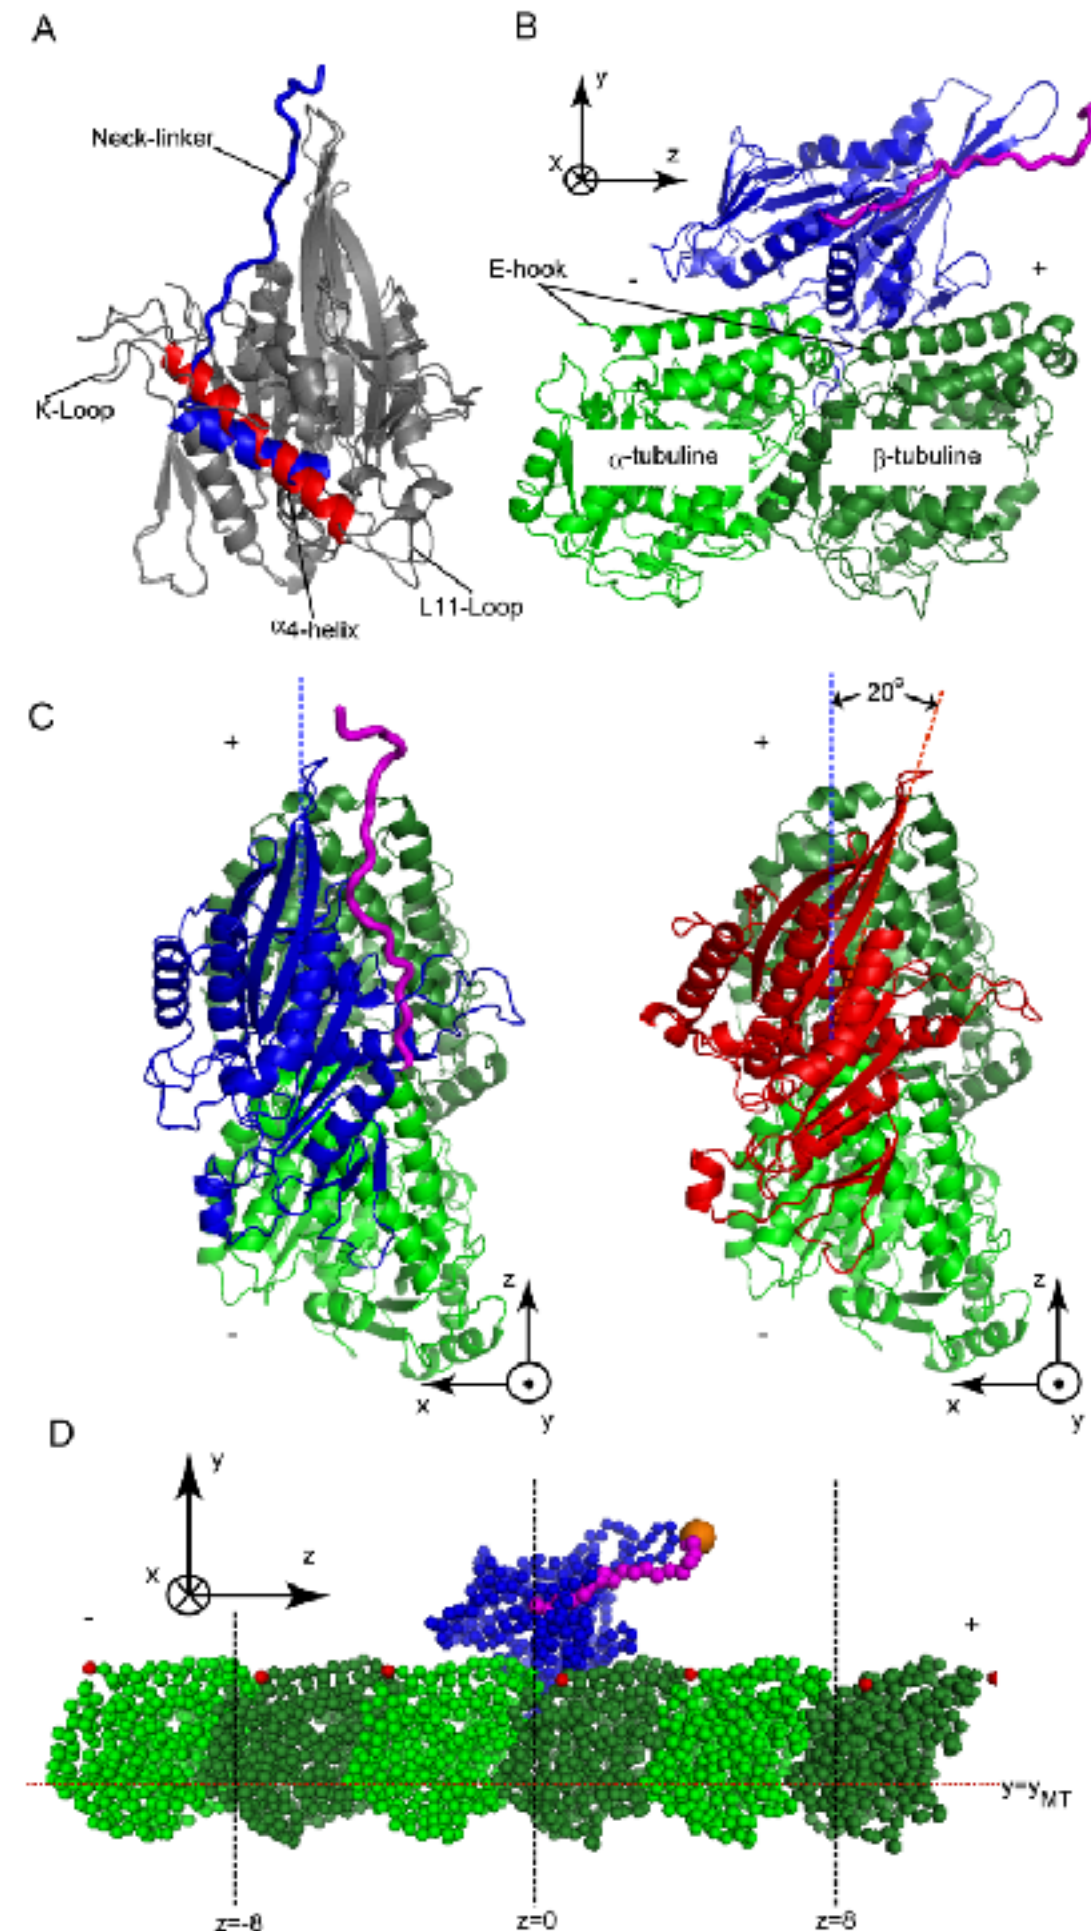 A
Neck-linker
K-Loop
L11-Loop
α4-helix
B
y
x
z
E-hook
-
+
α-tubuline
β-tubuline
C
+
-
z
x
y
20°
+
-
z
x
y
D
y
x
z
-
+
y=yMT
z=-8
z=0
z=8